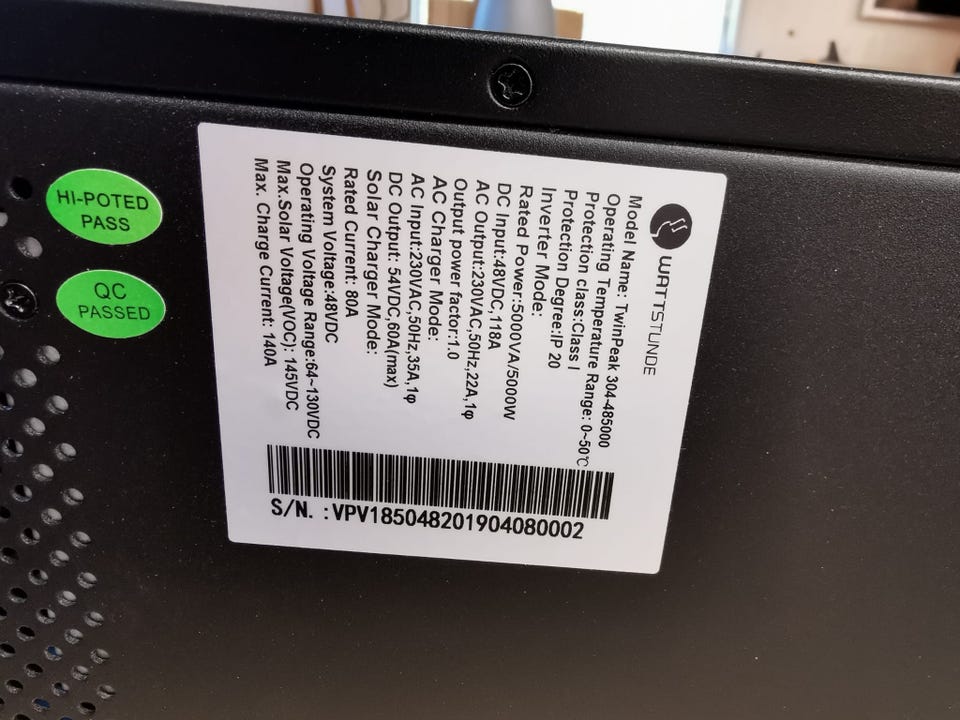 WATTSTUNDE
Model Name: TwinPeak 304-485000
Operating Temperature Range: 0~50℃
Protection class:Class I
Protection Degree:IP 20
Inverter Mode:
Rated Power:5000VA/5000W
DC Input:48VDC,118A
AC Output:230VAC,50Hz,22A,1φ
Output power factor:1.0
AC Charger Mode:
AC Input:230VAC,50Hz,35A,1φ
DC Output: 54VDC,60A(max)
Solar Charger Mode:
Rated Current: 80A
System Voltage:48VDC
Operating Voltage Range:64~130VDC
Max.Solar Voltage(VOC): 145VDC
Max. Charge Current: 140A
S/N. :VPV185048201904080002
HI-POTED
PASS
QC
PASSED